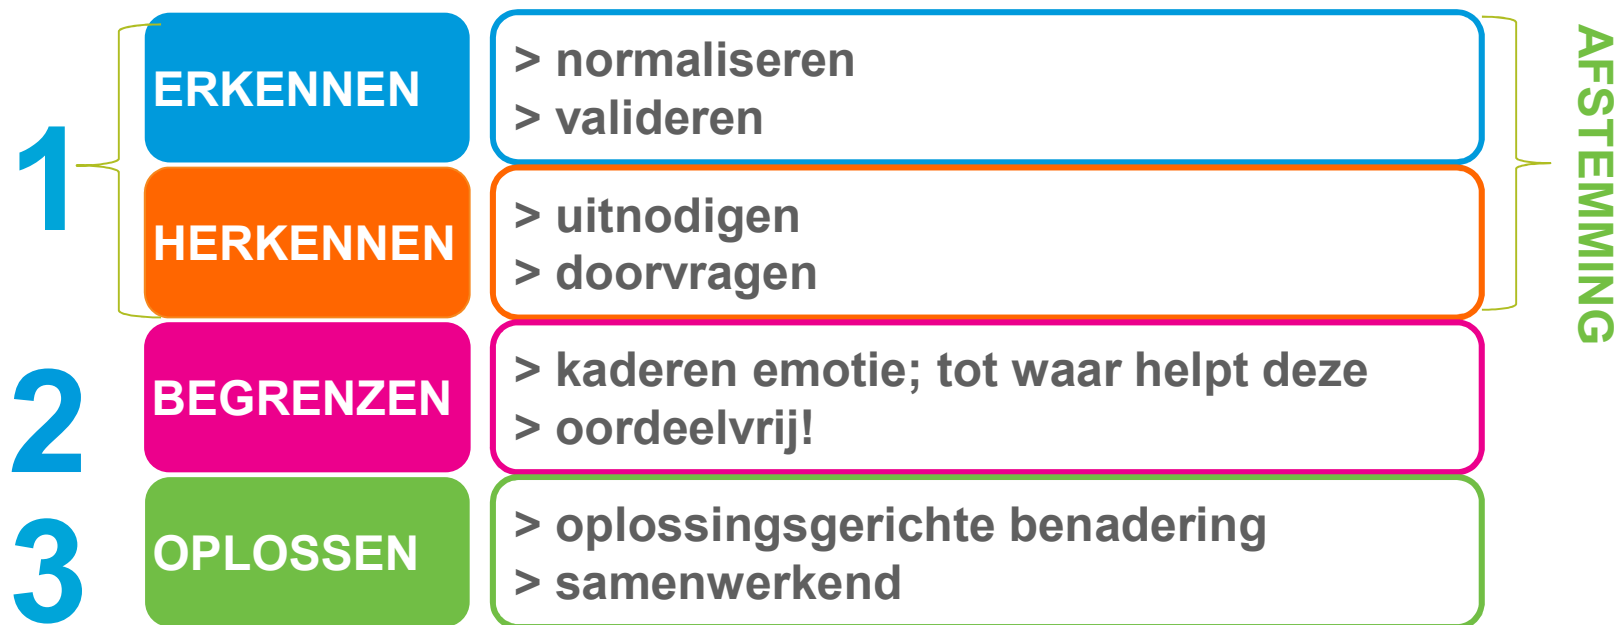 1
ERKENNEN
> normaliseren
> valideren
HERKENNEN
> uitnodigen
> doorvragen
AFSTEMMING
2
BEGRENZEN
> kaderen emotie; tot waar helpt deze
> oordeelvrij!
3
OPLOSSEN
> oplossingsgerichte benadering
> samenwerkend